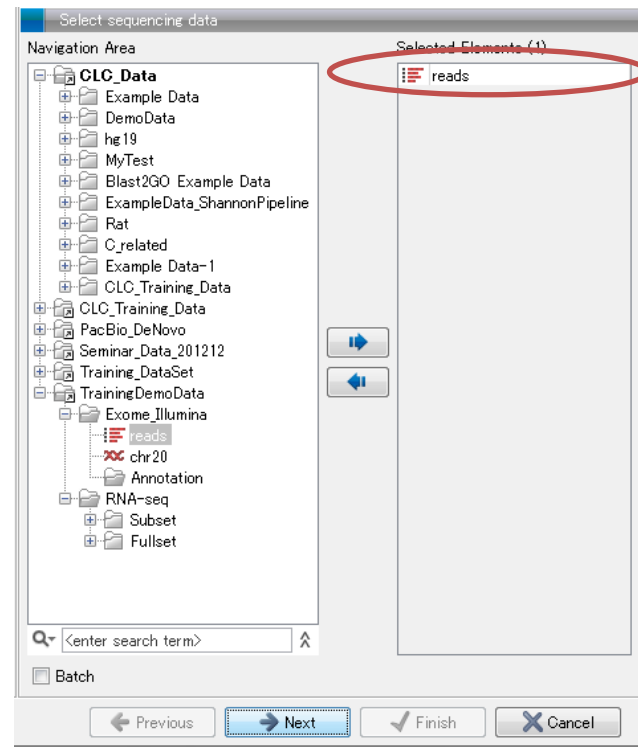 Select sequencing data
Navigation Area
Selected Elements (1)
CLC_Data
Example Data
DemoData
hg19
MyTest
Blast2GO Example Data
ExampleData_ShannonPipeline
Rat
C_related
Example Data-1
CLC_Training_Data
CLC_Training_Data
PacBio_DeNovo
Seminar_Data_201212
Training_DataSet
TrainingDemoData
Exome_Illumina
reads
chr20
Annotation
RNA-seq
Subset
Fullset
reads
<enter search term>
Batch
Previous Next Finish Cancel